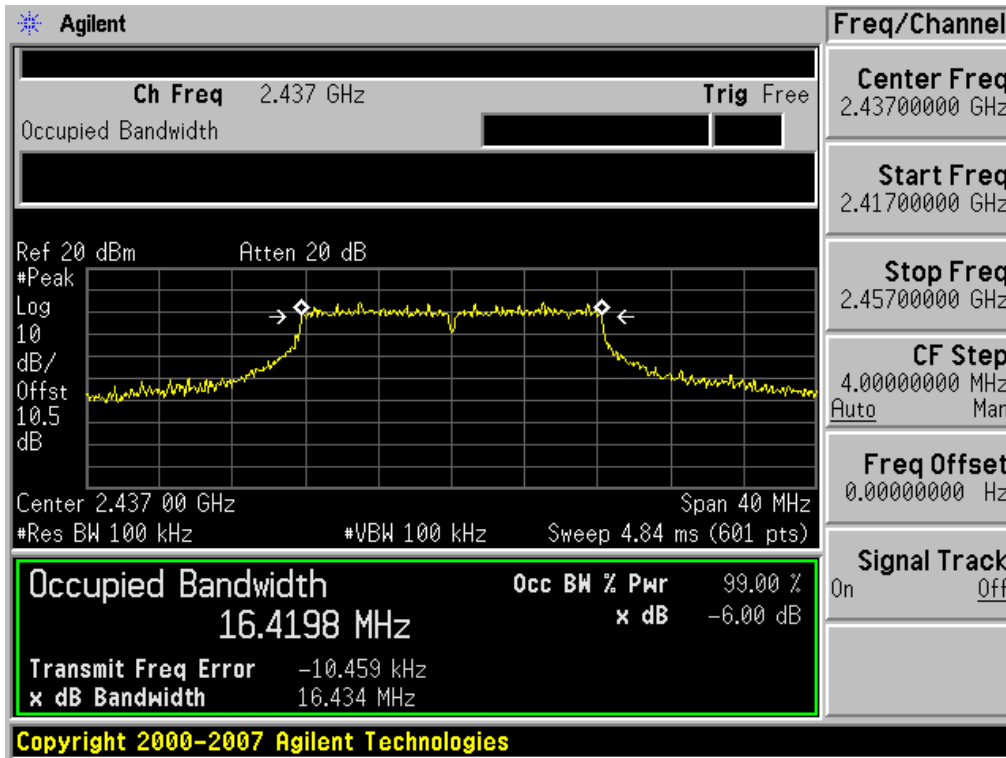 Agilent
Freq/Channel
Ch Freq 2.437 GHz Trig Free
Occupied Bandwidth
Center Freq
2.43700000 GHz
Start Freq
2.41700000 GHz
Stop Freq
2.45700000 GHz
CF Step
4.00000000 MHz
Auto Man
Freq Offset
0.00000000 Hz
Signal Track
On Off
Ref 20 dBm Atten 20 dB
#Peak
Log
10
dB/
Offst
10.5
dB
Center 2.437 00 GHz Span 40 MHz
#Res BW 100 kHz #VBW 100 kHz Sweep 4.84 ms (601 pts)
Occupied Bandwidth
16.4198 MHz
Occ BW % Pwr 99.00 %
x dB -6.00 dB
Transmit Freq Error -10.459 kHz
x dB Bandwidth 16.434 MHz
Copyright 2000-2007 Agilent Technologies